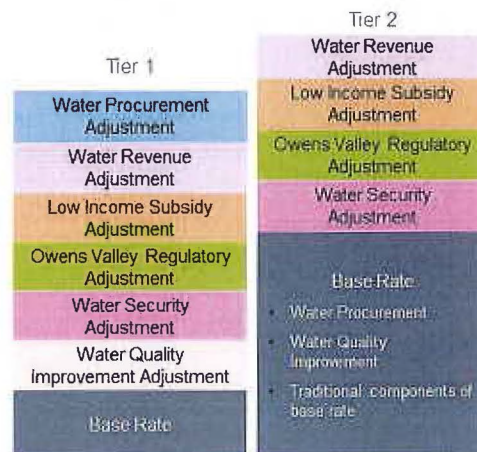 Tier 1
Water Procurement
Adjustment
Water Revenue
Adjustment
Low Income Subsidy
Adjustment
Owens Valley Regulatory
Adjustment
Water Security
Adjustment
Water Quality
Improvement Adjustment
Base Rate
Tier 2
Water Revenue
Adjustment
Low Income Subsidy
Adjustment
Owens Valley Regulatory
Adjustment
Water Security
Adjustment
Base Rate
• Water Procurement
• Water Quality
Improvement
• Traditional components of
base rate